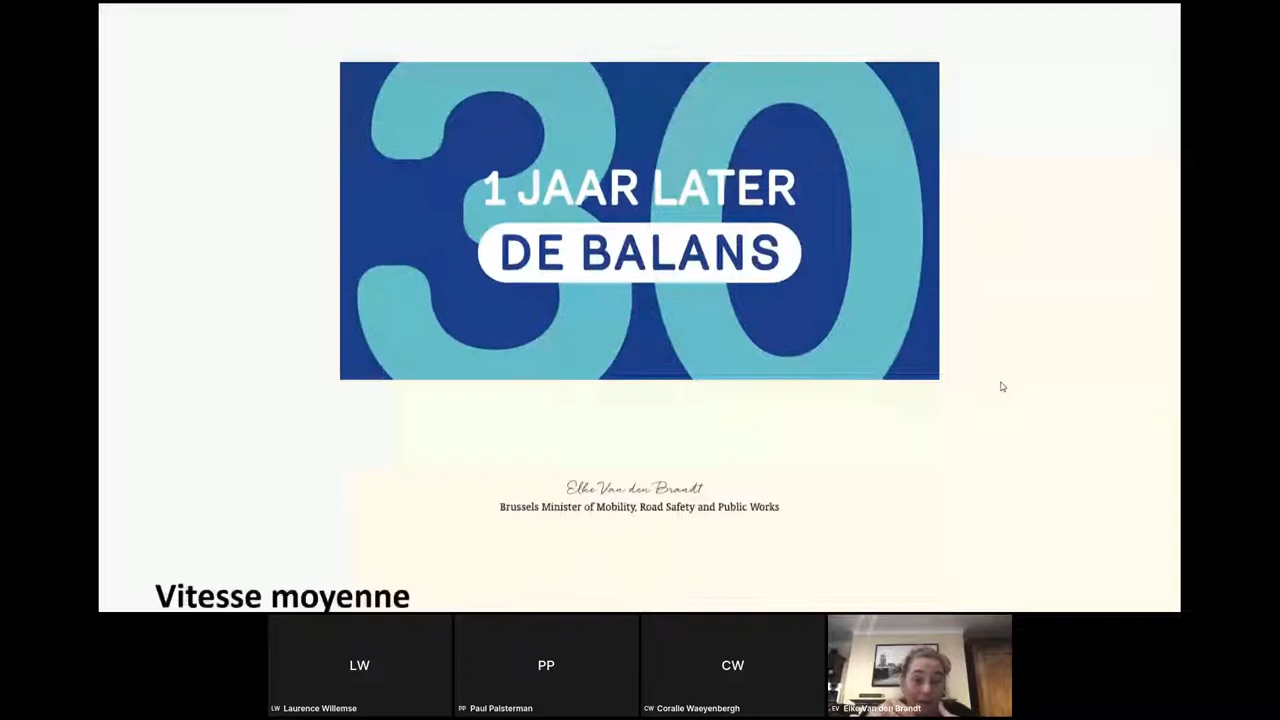 30
1 JAAR LATER
DE BALANS
Elke Van den Brandt
Brussels Minister of Mobility, Road Safety and Public Works
Vitesse moyenne
LW
PP
CW
LW Laurence Willemse
PP Paul Palsterman
CW Coralie Waeyenbergh
EV Elke Van den Brandt